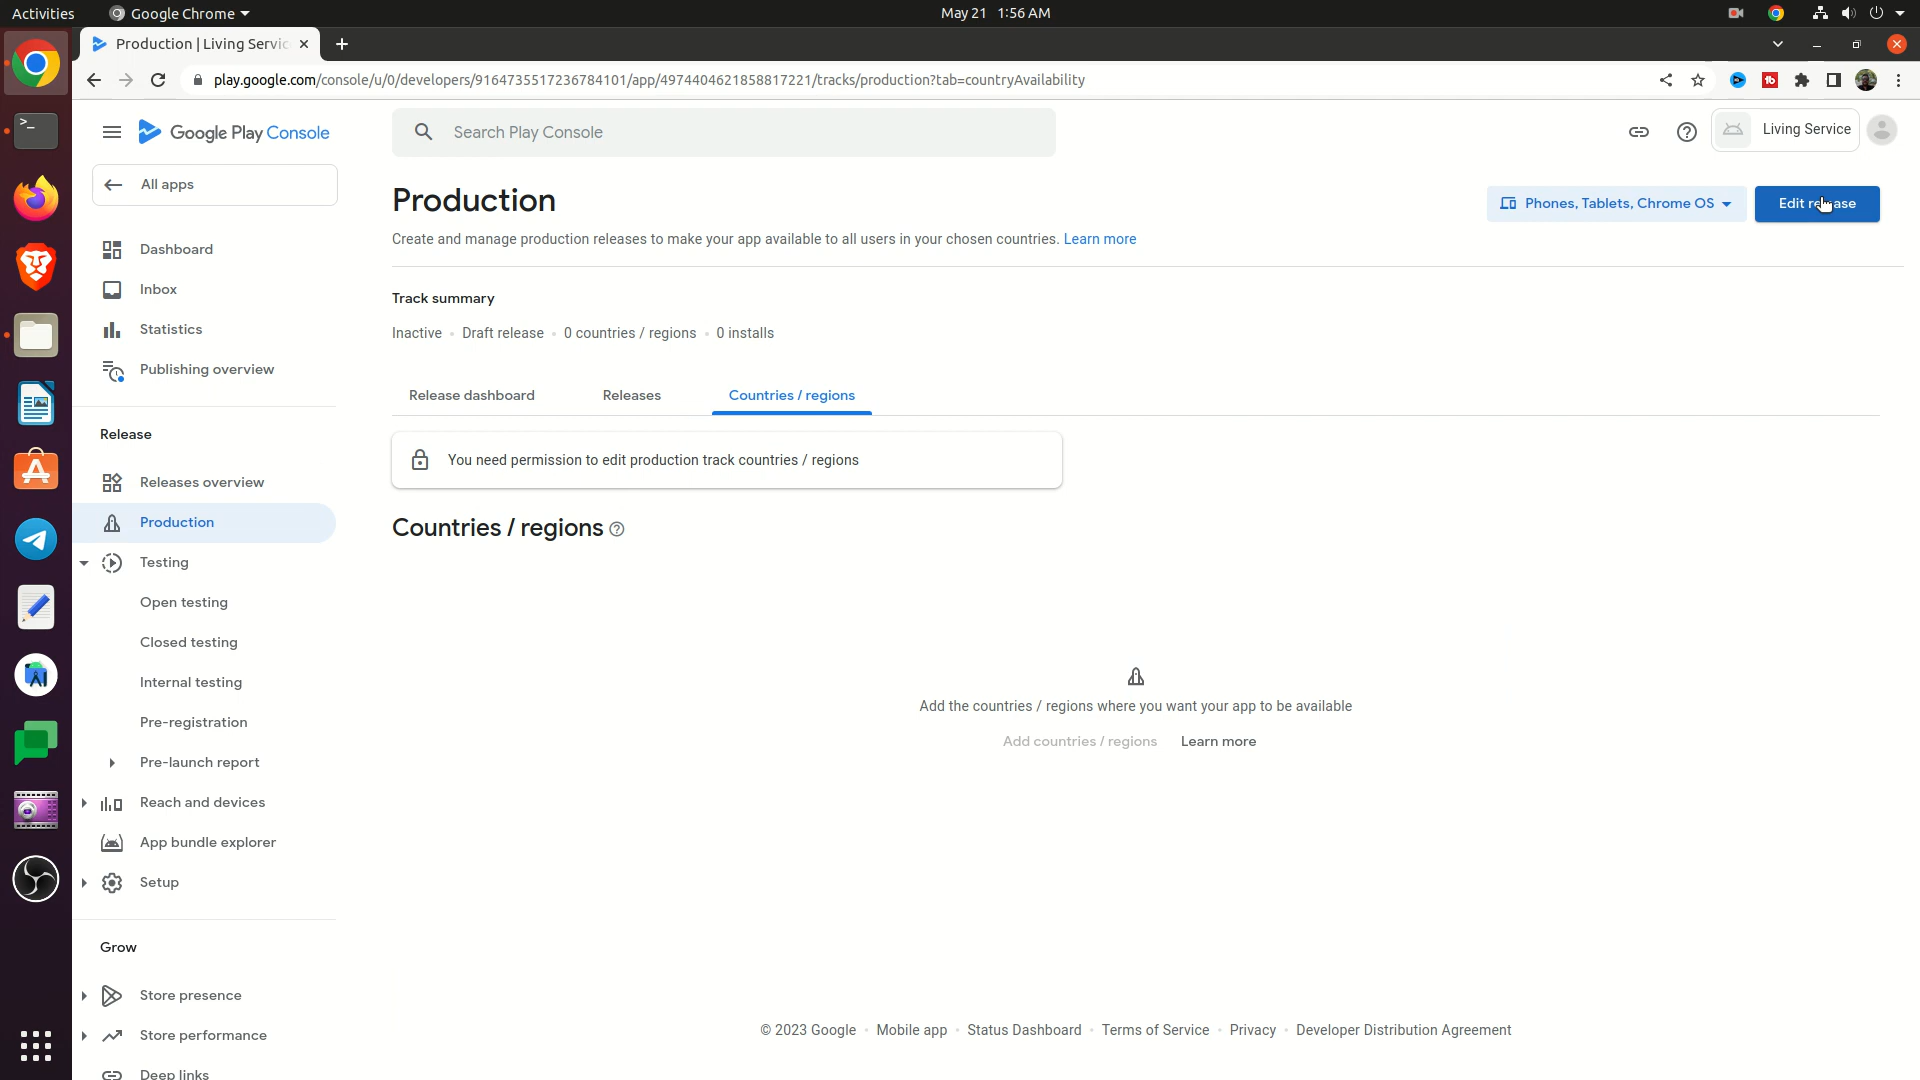 Activities
Google Chrome
May 21 1:56 AM
Production | Living Servic
play.google.com/console/u/0/developers/9164735517236784101/app/4974404621858817221/tracks/production?tab=countryAvailability
Google Play Console
Search Play Console
Living Service
All apps
Production
Phones, Tablets, Chrome OS
Edit release
Create and manage production releases to make your app available to all users in your chosen countries. Learn more
Dashboard
Inbox
Statistics
Publishing overview
Track summary
Inactive • Draft release • 0 countries / regions • 0 installs
Release dashboard
Releases
Countries / regions
You need permission to edit production track countries / regions
Countries / regions
Add the countries / regions where you want your app to be available
Add countries / regions
Learn more
Release
Releases overview
Production
Testing
Open testing
Closed testing
Internal testing
Pre-registration
Pre-launch report
Reach and devices
App bundle explorer
Setup
Grow
Store presence
Store performance
Deep links
© 2023 Google • Mobile app • Status Dashboard • Terms of Service • Privacy • Developer Distribution Agreement